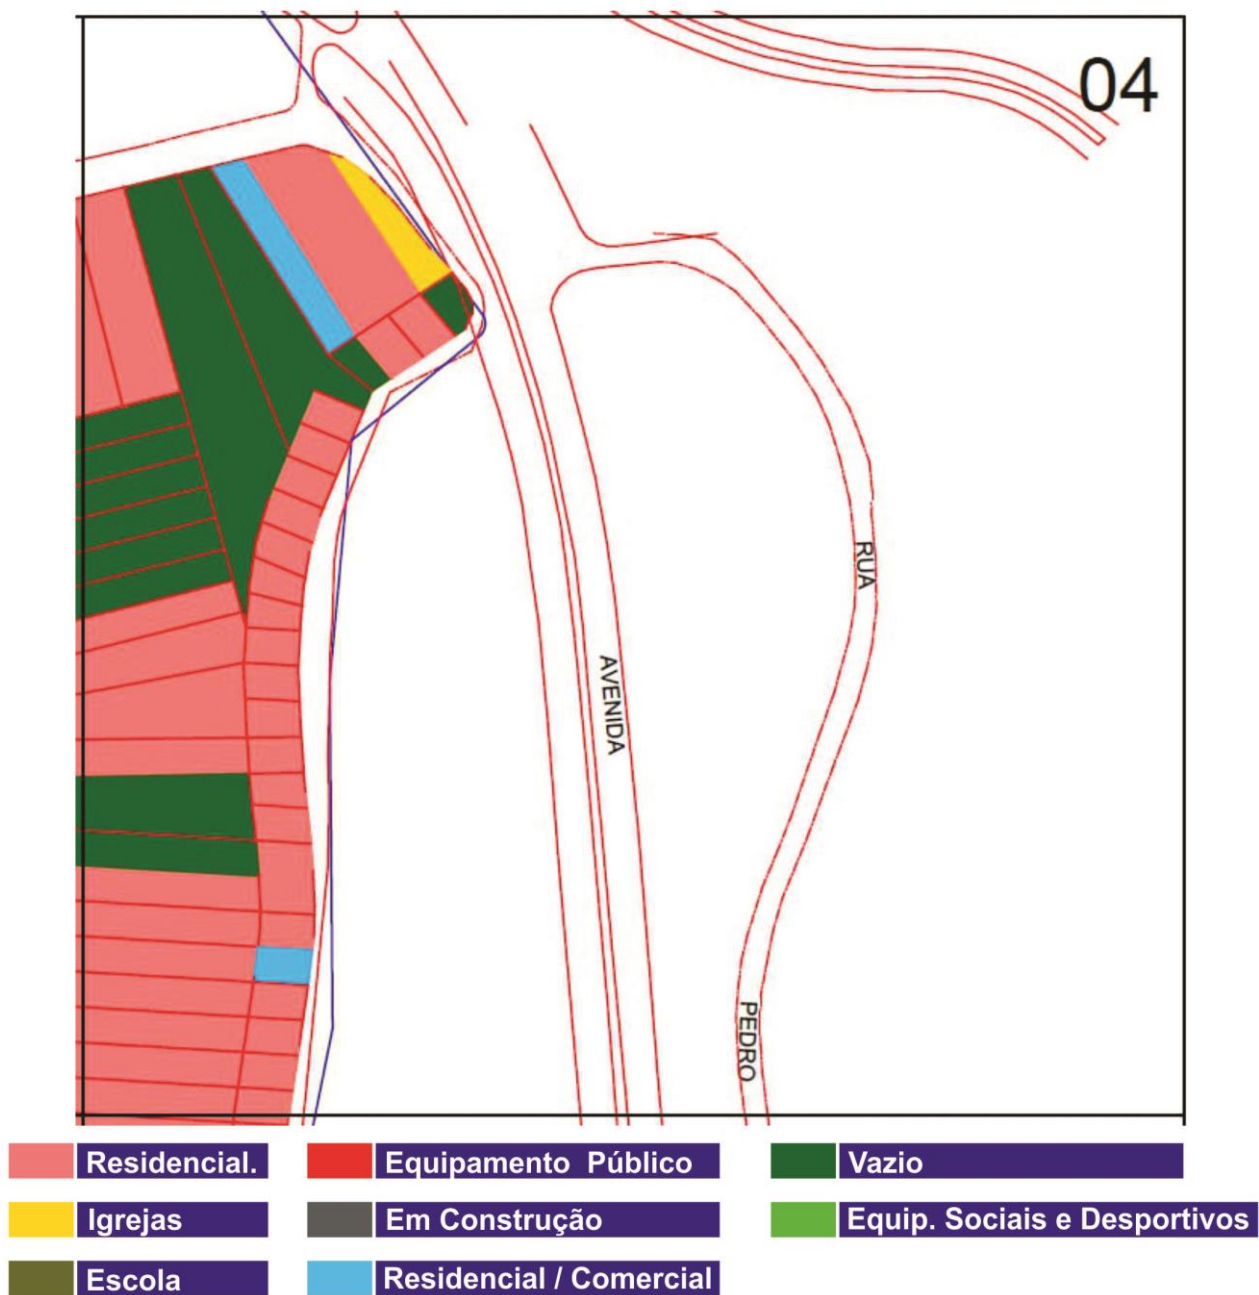 04
RUA
AVENIDA
PEDRO
Residencial.
Equipamento Público
Vazio
Igrejas
Em Construção
Equip. Sociais e Desportivos
Escola
Residencial / Comercial